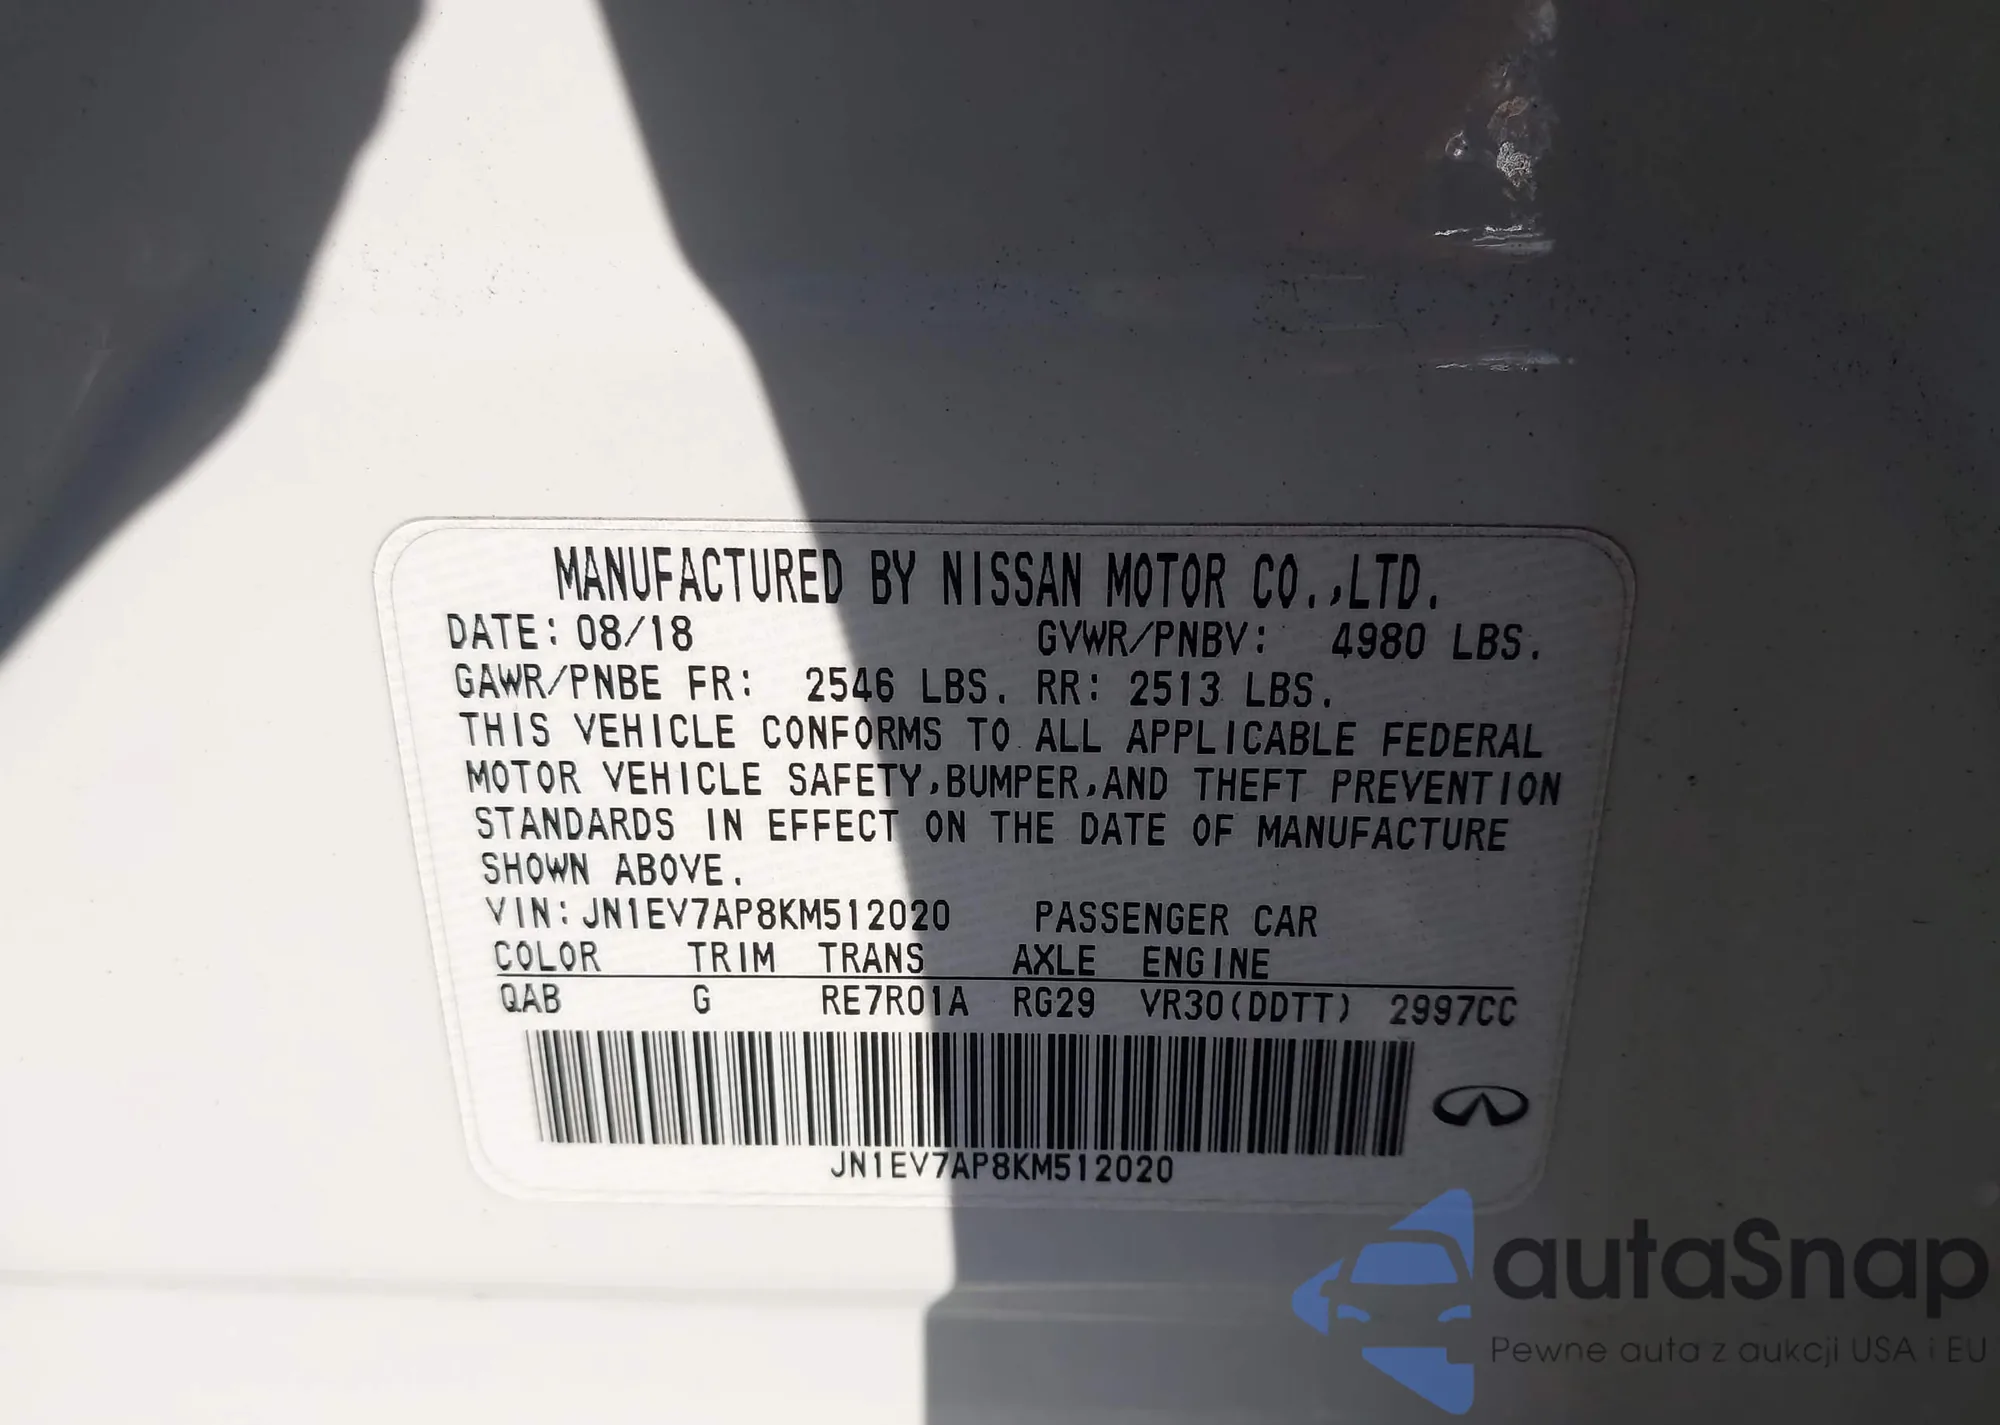 MANUFACTURED BY NISSAN MOTOR CO.,LTD.
DATE: 08/18 GVWR/PNBV: 4980 LBS.
GAWR/PNBE FR: 2546 LBS. RR: 2513 LBS.
THIS VEHICLE CONFORMS TO ALL APPLICABLE FEDERAL
MOTOR VEHICLE SAFETY,BUMPER,AND THEFT PREVENTION
STANDARDS IN EFFECT ON THE DATE OF MANUFACTURE
SHOWN ABOVE.
VIN: JN1EV7AP8KM512020 PASSENGER CAR
COLOR TRIM TRANS AXLE ENGINE
QAB G RE7R01A RG29 VR30(DDTT) 2997CC
JN1EV7AP8KM512020
autaSnap
Pewne auta z aukcji USA i EU